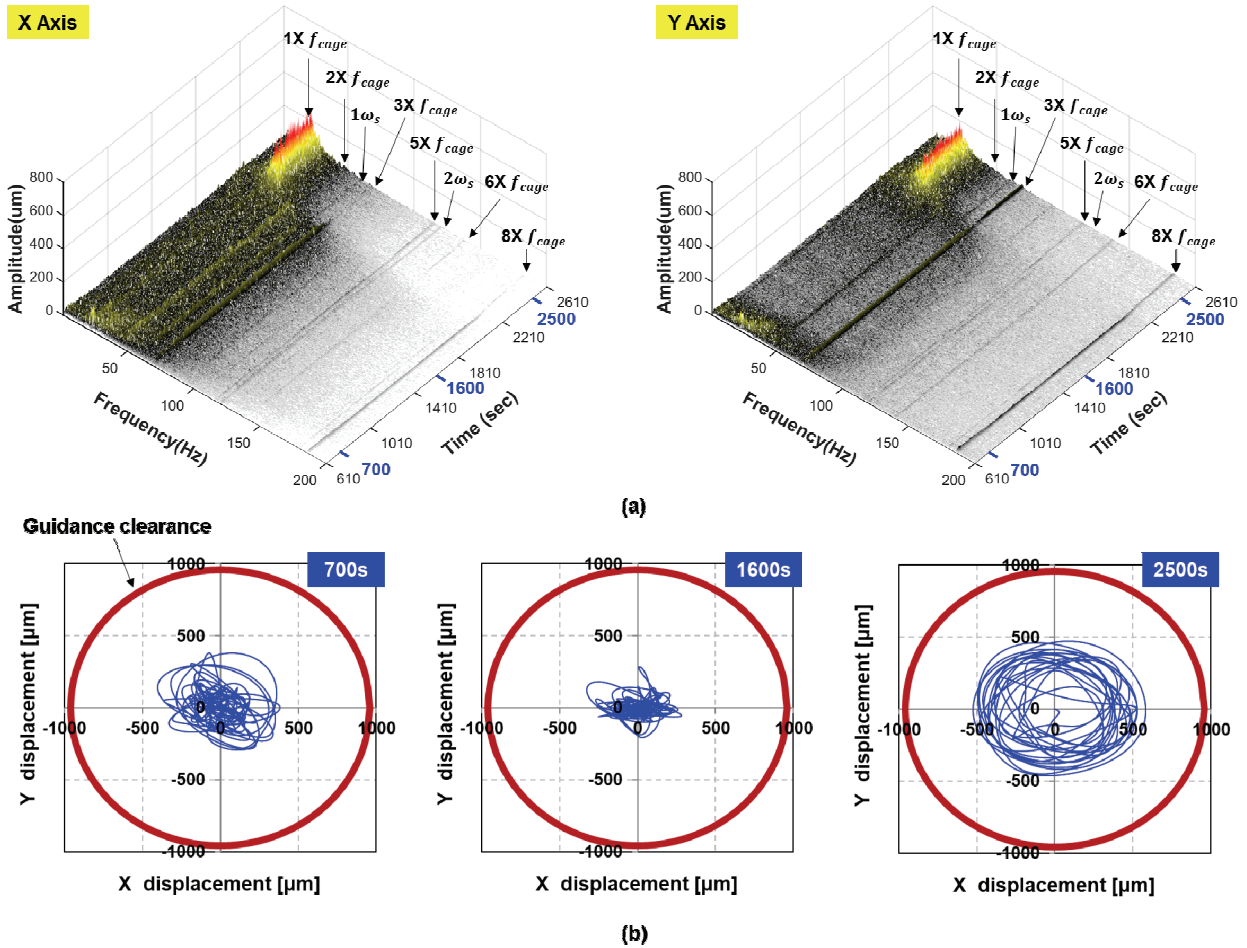 X Axis
1X f_cage
2X f_cage
1ω_s
3X f_cage
5X f_cage
2ω_s
6X f_cage
8X f_cage
Amplitude(um)
800
600
400
200
0
50
100
150
200
Frequency(Hz)
610
700
1010
1410
1600
1810
2210
2500
2610
Time (sec)
Y Axis
1X f_cage
2X f_cage
1ω_s
3X f_cage
5X f_cage
2ω_s
6X f_cage
8X f_cage
Amplitude(um)
800
600
400
200
0
50
100
150
200
Frequency(Hz)
610
700
1010
1410
1600
1810
2210
2500
2610
Time (sec)
(a)
Guidance clearance
700s
Y displacement [μm]
1000
500
0
-500
-1000
-1000
-500
0
500
1000
X displacement [μm]
1600s
Y displacement [μm]
1000
500
0
-500
-1000
-1000
-500
0
500
1000
X displacement [μm]
2500s
Y displacement [μm]
1000
500
0
-500
-1000
-1000
-500
0
500
1000
X displacement [μm]
(b)